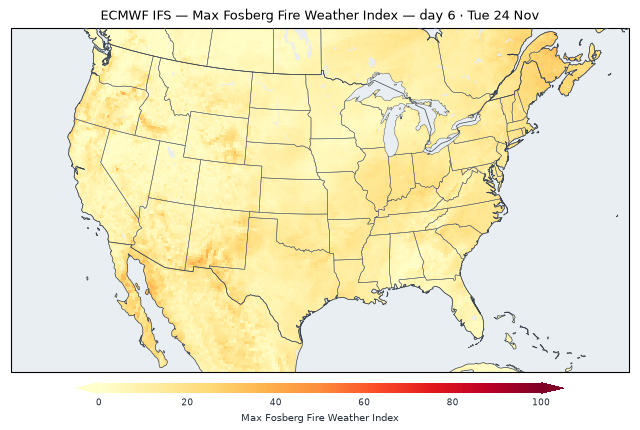 ECMWF IFS — Max Fosberg Fire Weather Index — day 6 · Tue 24 Nov
0 20 40 60 80 100
Max Fosberg Fire Weather Index